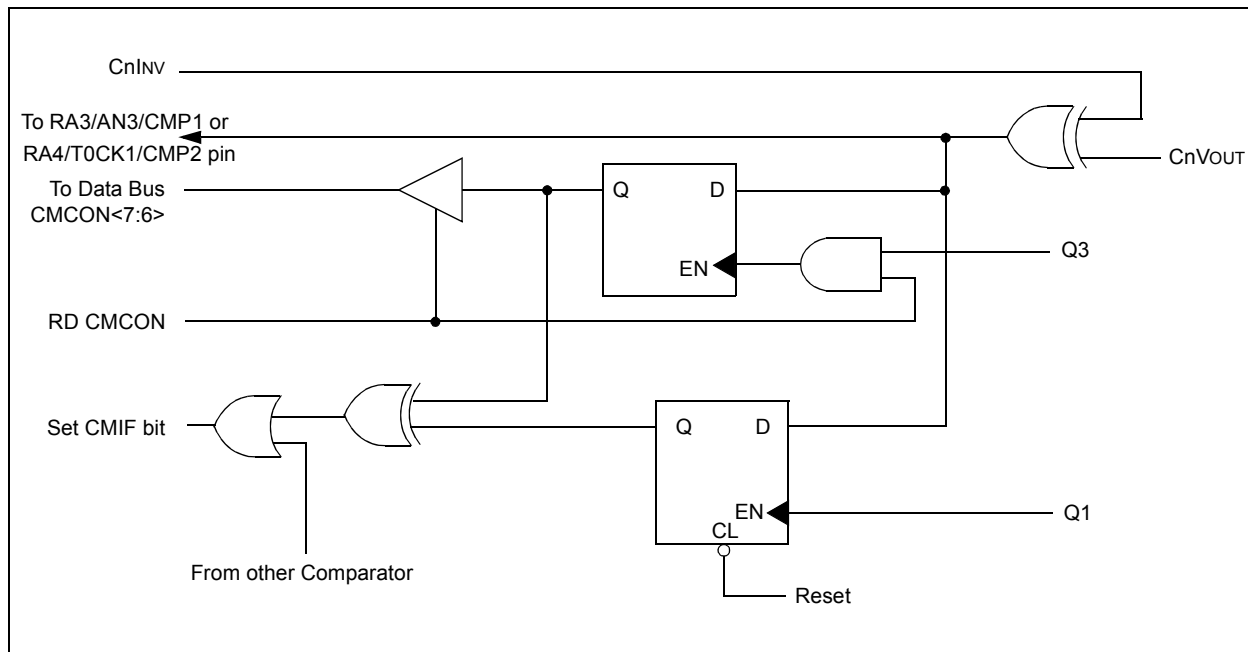 CnINV
To RA3/AN3/CMP1 or
RA4/T0CK1/CMP2 pin
CnVOUT
To Data Bus
CMCON<7:6>
Q D
EN
Q3
RD CMCON
Set CMIF bit
Q D
EN
Q1
CL
From other Comparator
Reset